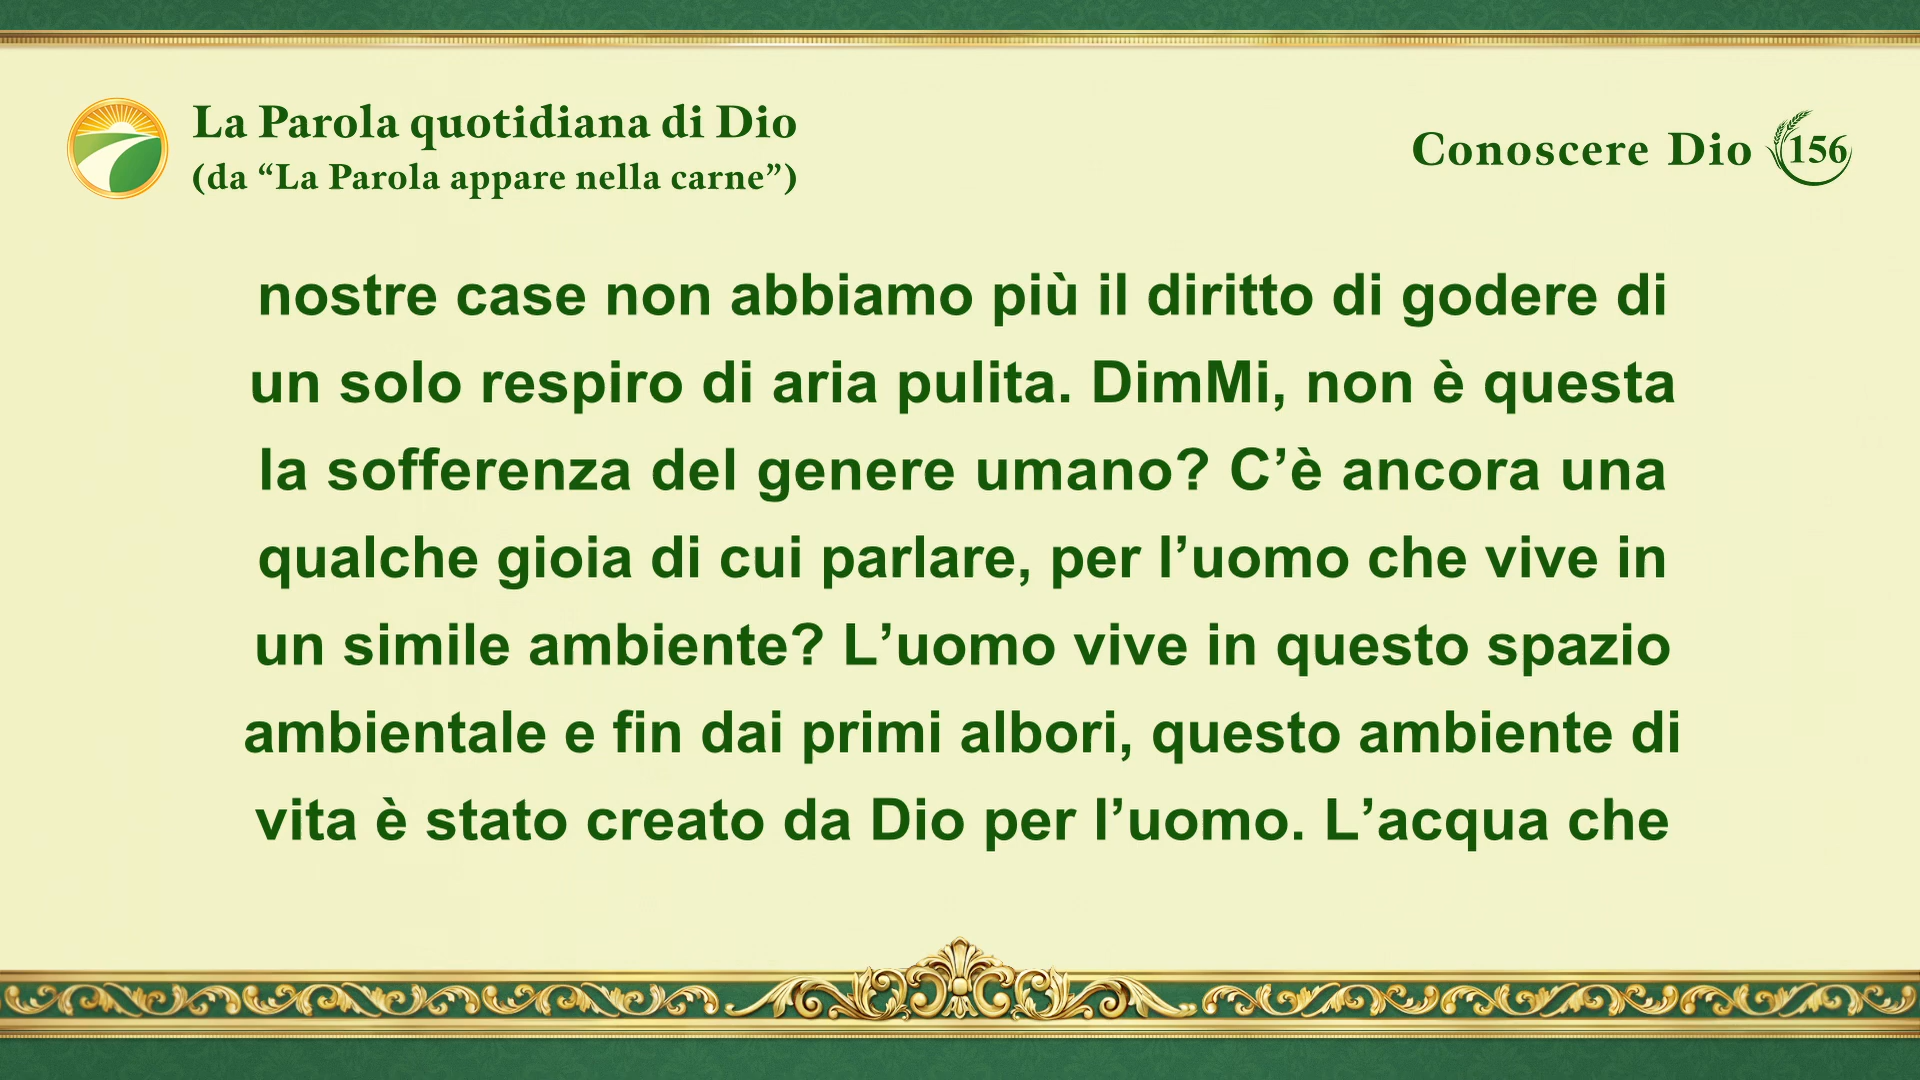 La Parola quotidiana di Dio
(da “La Parola appare nella carne”)
Conoscere Dio 156
nostre case non abbiamo più il diritto di godere di
un solo respiro di aria pulita. DimMi, non è questa
la sofferenza del genere umano? C’è ancora una
qualche gioia di cui parlare, per l’uomo che vive in
un simile ambiente? L’uomo vive in questo spazio
ambientale e fin dai primi albori, questo ambiente di
vita è stato creato da Dio per l’uomo. L’acqua che